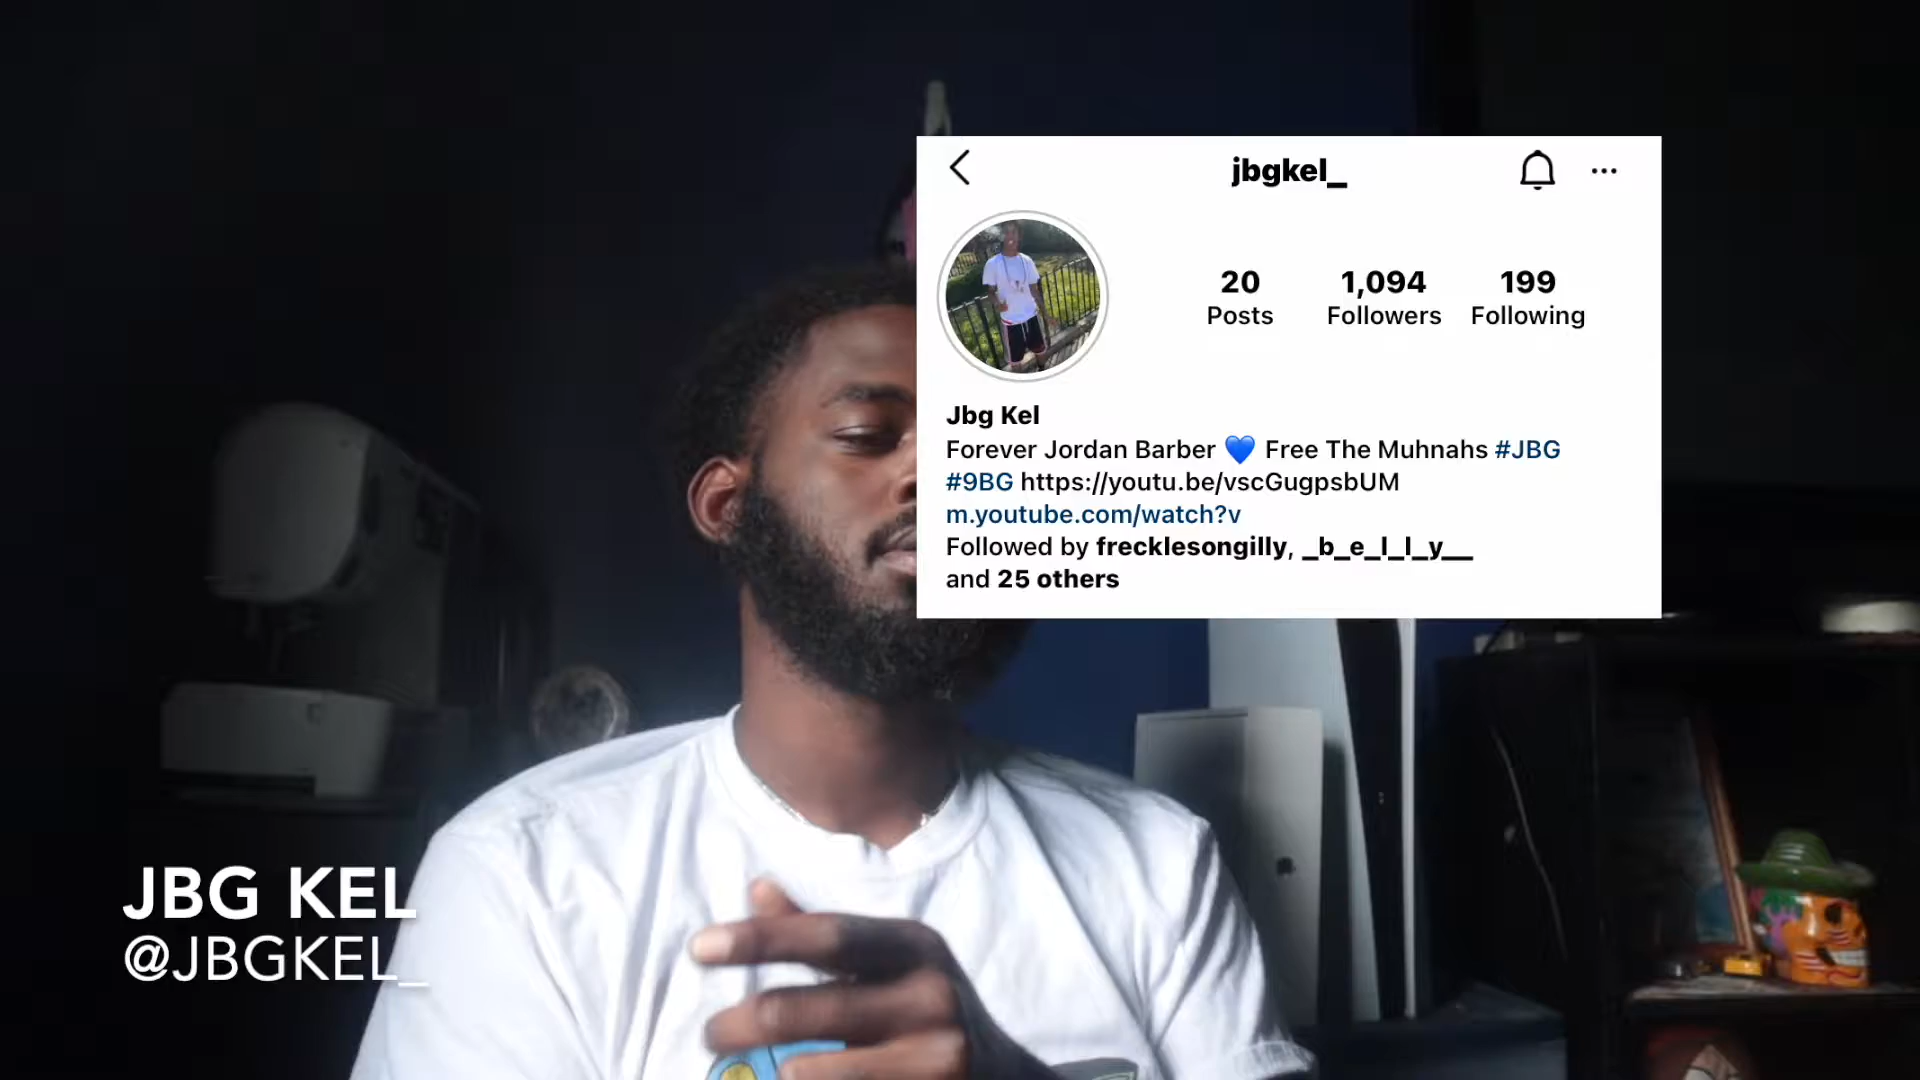 jbgkel_
20 1,094 199
Posts Followers Following
Jbg Kel
Forever Jordan Barber 💙 Free The Muhnahs #JBG
#9BG https://youtu.be/vscGugpsbUM
m.youtube.com/watch?v
Followed by frecklesongilly, _b_e_l_l_y__
and 25 others
JBG KEL
@JBGKEL_